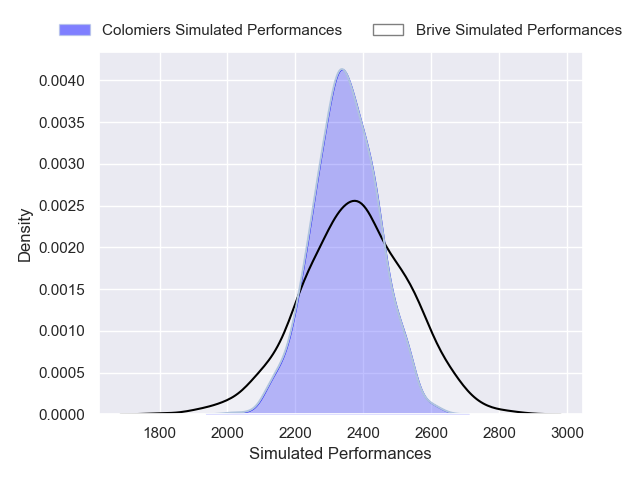 Colomiers Simulated Performances
Brive Simulated Performances
0.0040
0.0035
0.0030
0.0025
0.0020
0.0015
0.0010
0.0005
0.0000
Density
1800 2000 2200 2400 2600 2800 3000
Simulated Performances